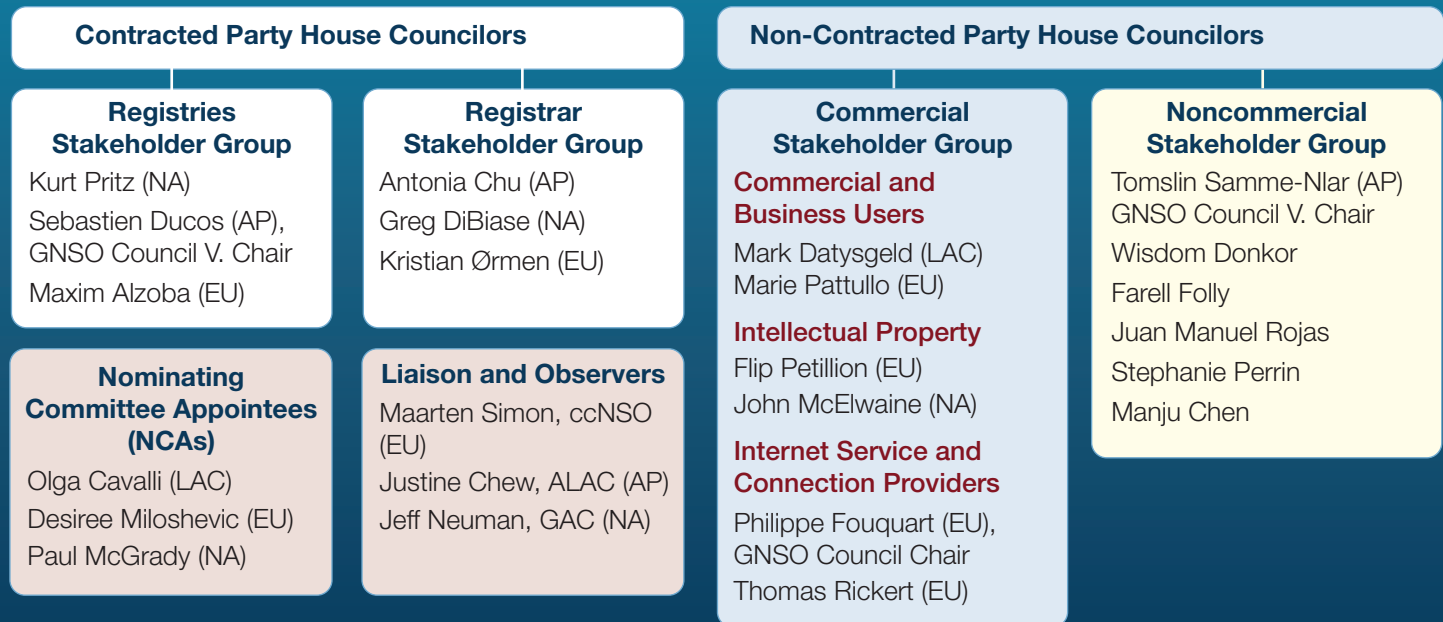 Contracted Party House Councilors
Registries
Stakeholder Group
Kurt Pritz (NA)
Sebastien Ducos (AP),
GNSO Council V. Chair
Maxim Alzoba (EU)
Registrar
Stakeholder Group
Antonia Chu (AP)
Greg DiBiase (NA)
Kristian Ørmen (EU)
Nominating
Committee Appointees
(NCAs)
Olga Cavalli (LAC)
Desiree Miloshevic (EU)
Paul McGrady (NA)
Liaison and Observers
Maarten Simon, ccNSO
(EU)
Justine Chew, ALAC (AP)
Jeff Neuman, GAC (NA)
Non-Contracted Party House Councilors
Commercial
Stakeholder Group
Commercial and
Business Users
Mark Datysgeld (LAC)
Marie Pattullo (EU)
Intellectual Property
Flip Petillion (EU)
John McElwaine (NA)
Internet Service and
Connection Providers
Philippe Fouquart (EU),
GNSO Council Chair
Thomas Rickert (EU)
Noncommercial
Stakeholder Group
Tomslin Samme-Nlar (AP)
GNSO Council V. Chair
Wisdom Donkor
Farell Folly
Juan Manuel Rojas
Stephanie Perrin
Manju Chen